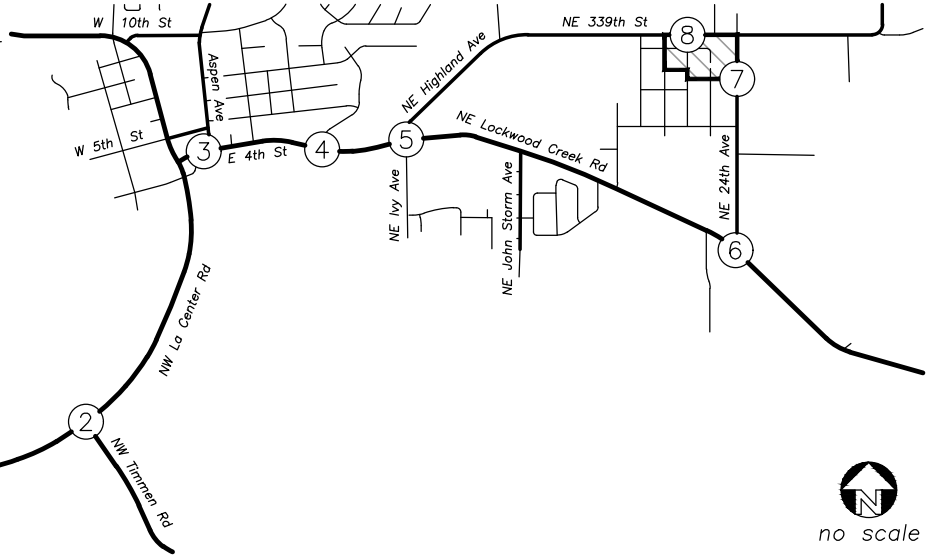 W 10th St
NE 339th St
8
Aspen Ave
NE Highland Ave
7
W 5th St
3
E 4th St
4
5
NE Lockwood Creek Rd
NE Ivy Ave
NE John Storm Ave
NE 24th Ave
6
NW La Center Rd
2
NW Timmen Rd
N
no scale